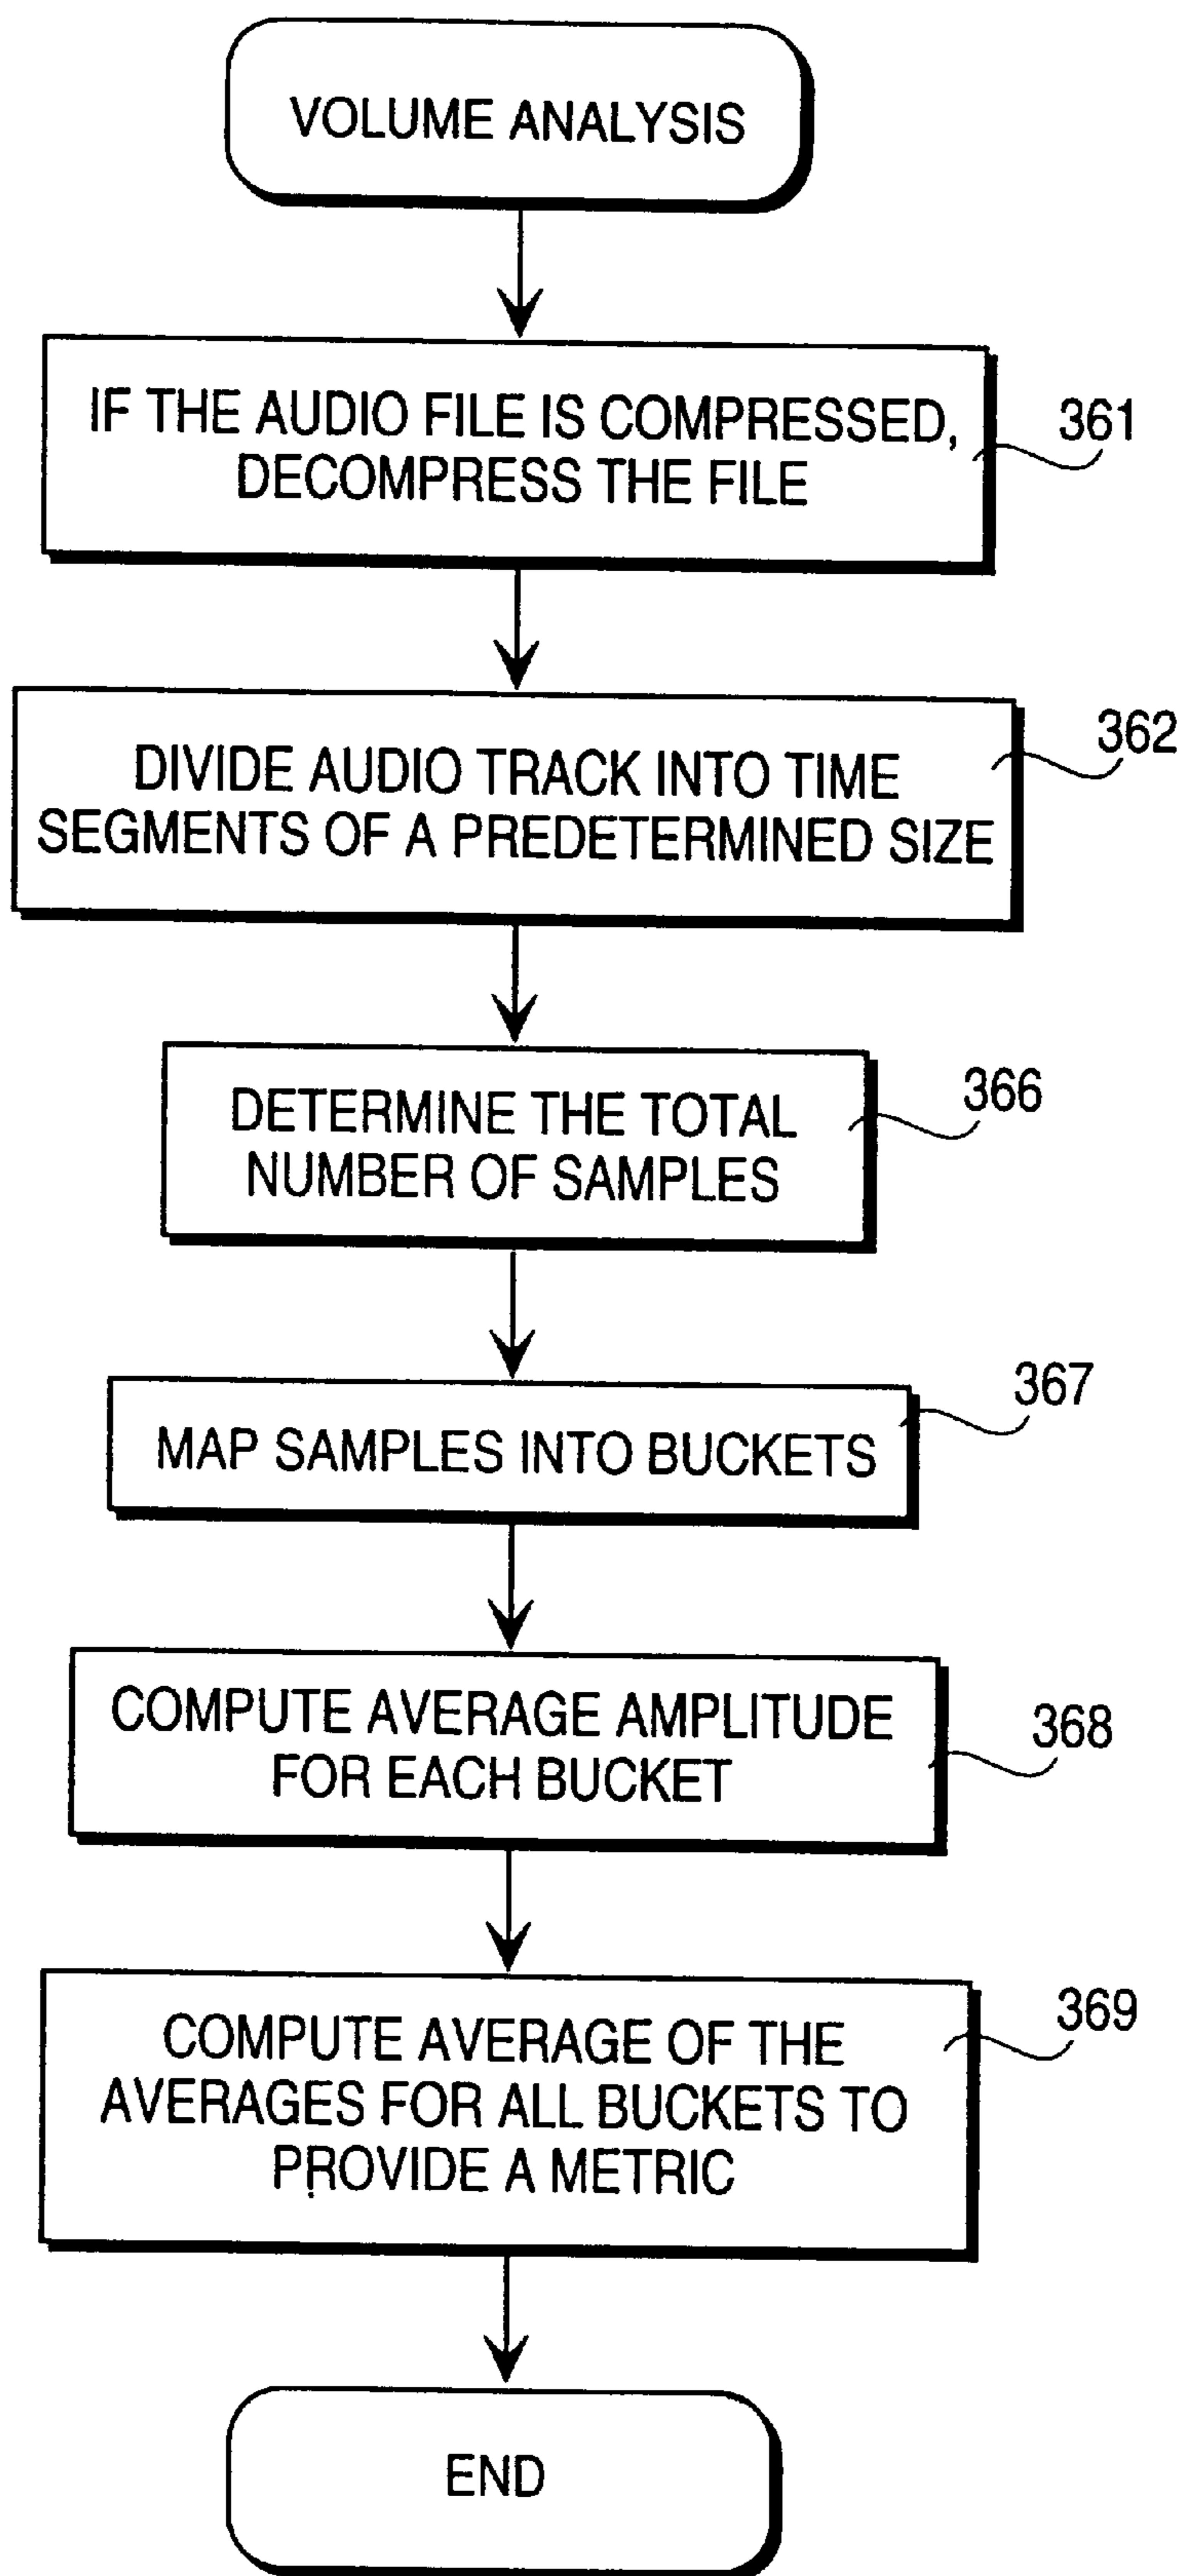 VOLUME ANALYSIS
IF THE AUDIO FILE IS COMPRESSED,
DECOMPRESS THE FILE
361
DIVIDE AUDIO TRACK INTO TIME
SEGMENTS OF A PREDETERMINED SIZE
362
DETERMINE THE TOTAL
NUMBER OF SAMPLES
366
MAP SAMPLES INTO BUCKETS
367
COMPUTE AVERAGE AMPLITUDE
FOR EACH BUCKET
368
COMPUTE AVERAGE OF THE
AVERAGES FOR ALL BUCKETS TO
PROVIDE A METRIC
369
END